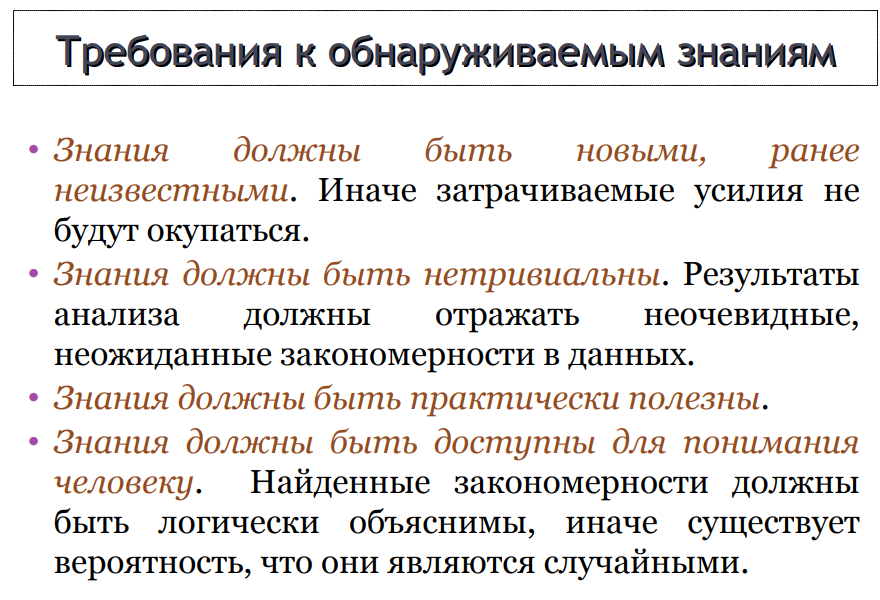 Требования к обнаруживаемым знаниям
• Знания должны быть новыми, ранее
неизвестными. Иначе затрачиваемые усилия не
будут окупаться.
• Знания должны быть нетривиальны. Результаты
анализа должны отражать неочевидные,
неожиданные закономерности в данных.
• Знания должны быть практически полезны.
• Знания должны быть доступны для понимания
человеку. Найденные закономерности должны
быть логически объяснимы, иначе существует
вероятность, что они являются случайными.